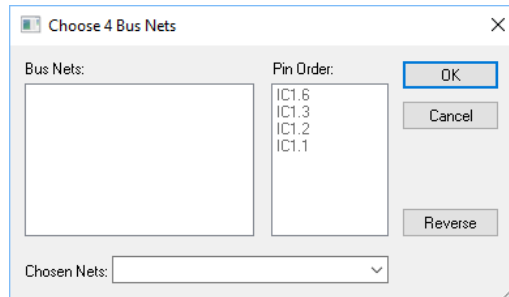 Choose 4 Bus Nets
Bus Nets:
Pin Order:
OK
IC1.6
IC1.3
IC1.2
IC1.1
Cancel
Reverse
Chosen Nets: